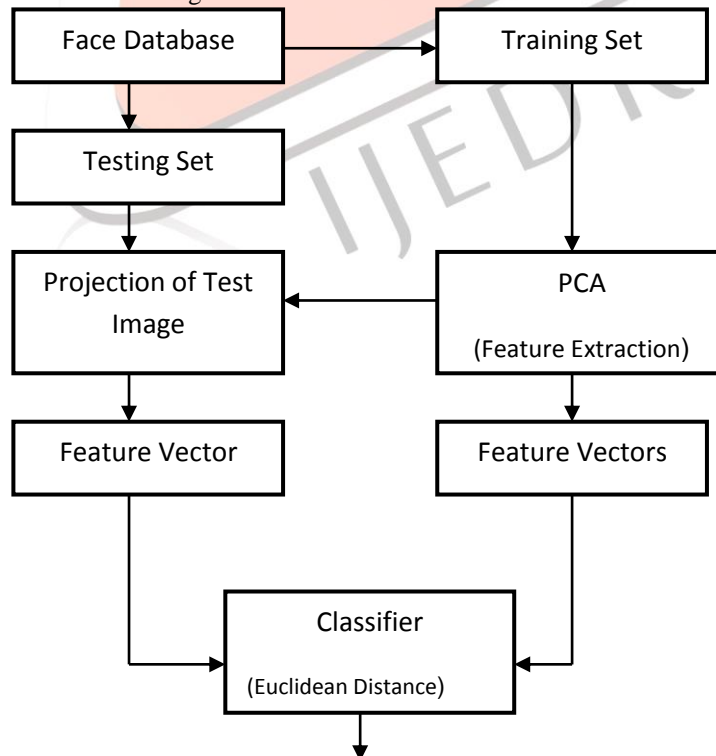 Face Database
Training Set
Testing Set
IJEDR
Projection of Test
Image
PCA
(Feature Extraction)
Feature Vector
Feature Vectors
Classifier
(Euclidean Distance)